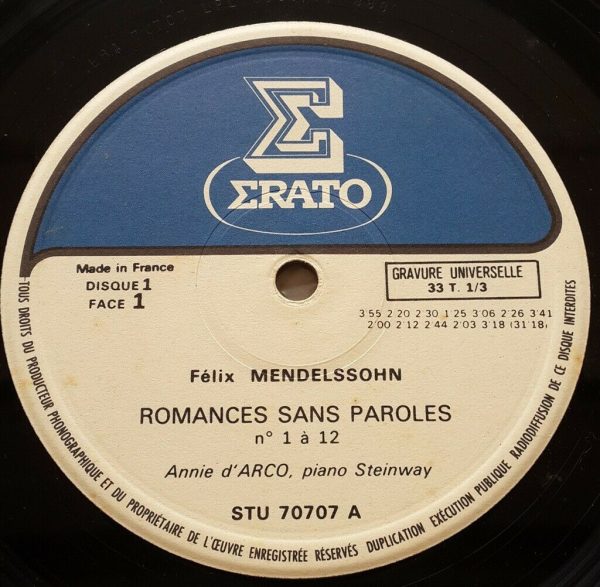 ΣRATO
Made in France
DISQUE 1
FACE 1
GRAVURE UNIVERSELLE
33 T. 1/3
3 55 2 20 2 30 1 25 3 06 2 26 3 41
2 00 2 12 2 44 2 03 3 18 (31 18)
Félix MENDELSSOHN
ROMANCES SANS PAROLES
n° 1 à 12
Annie d'ARCO, piano Steinway
STU 70707 A
TOUS DROITS DU PRODUCTEUR PHONOGRAPHIQUE ET DU PROPRIÉTAIRE DE L'ŒUVRE ENREGISTRÉE RÉSERVÉS DUPLICATION EXÉCUTION PUBLIQUE RADIODIFFUSION DE CE DISQUE INTERDITES